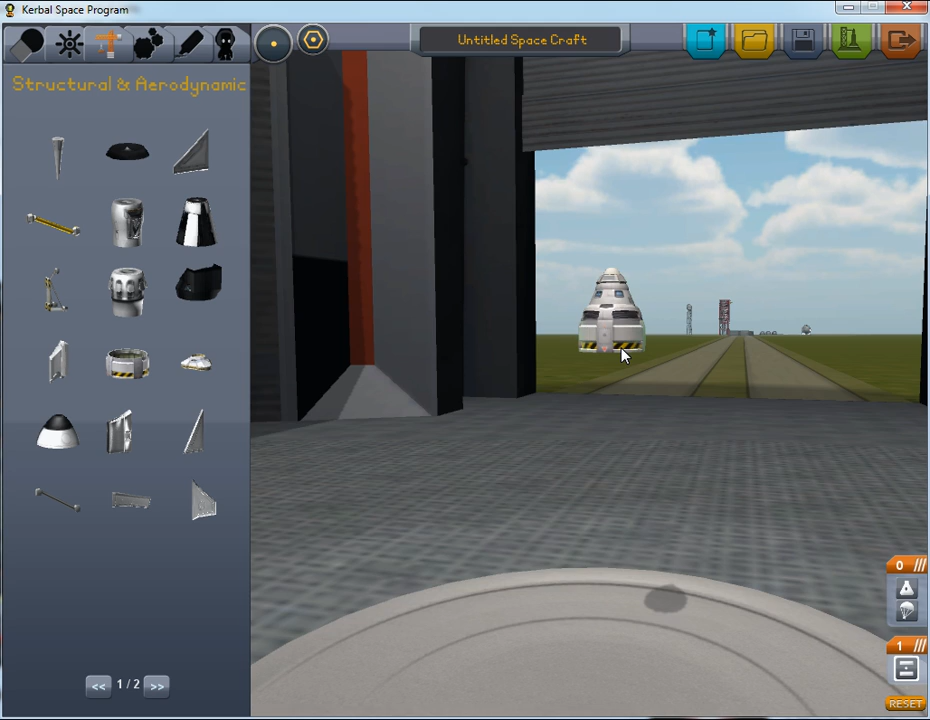 Kerbal Space Program
Untitled Space Craft
Structural & Aerodynamic
0
1
1 / 2
<< >>
RESET